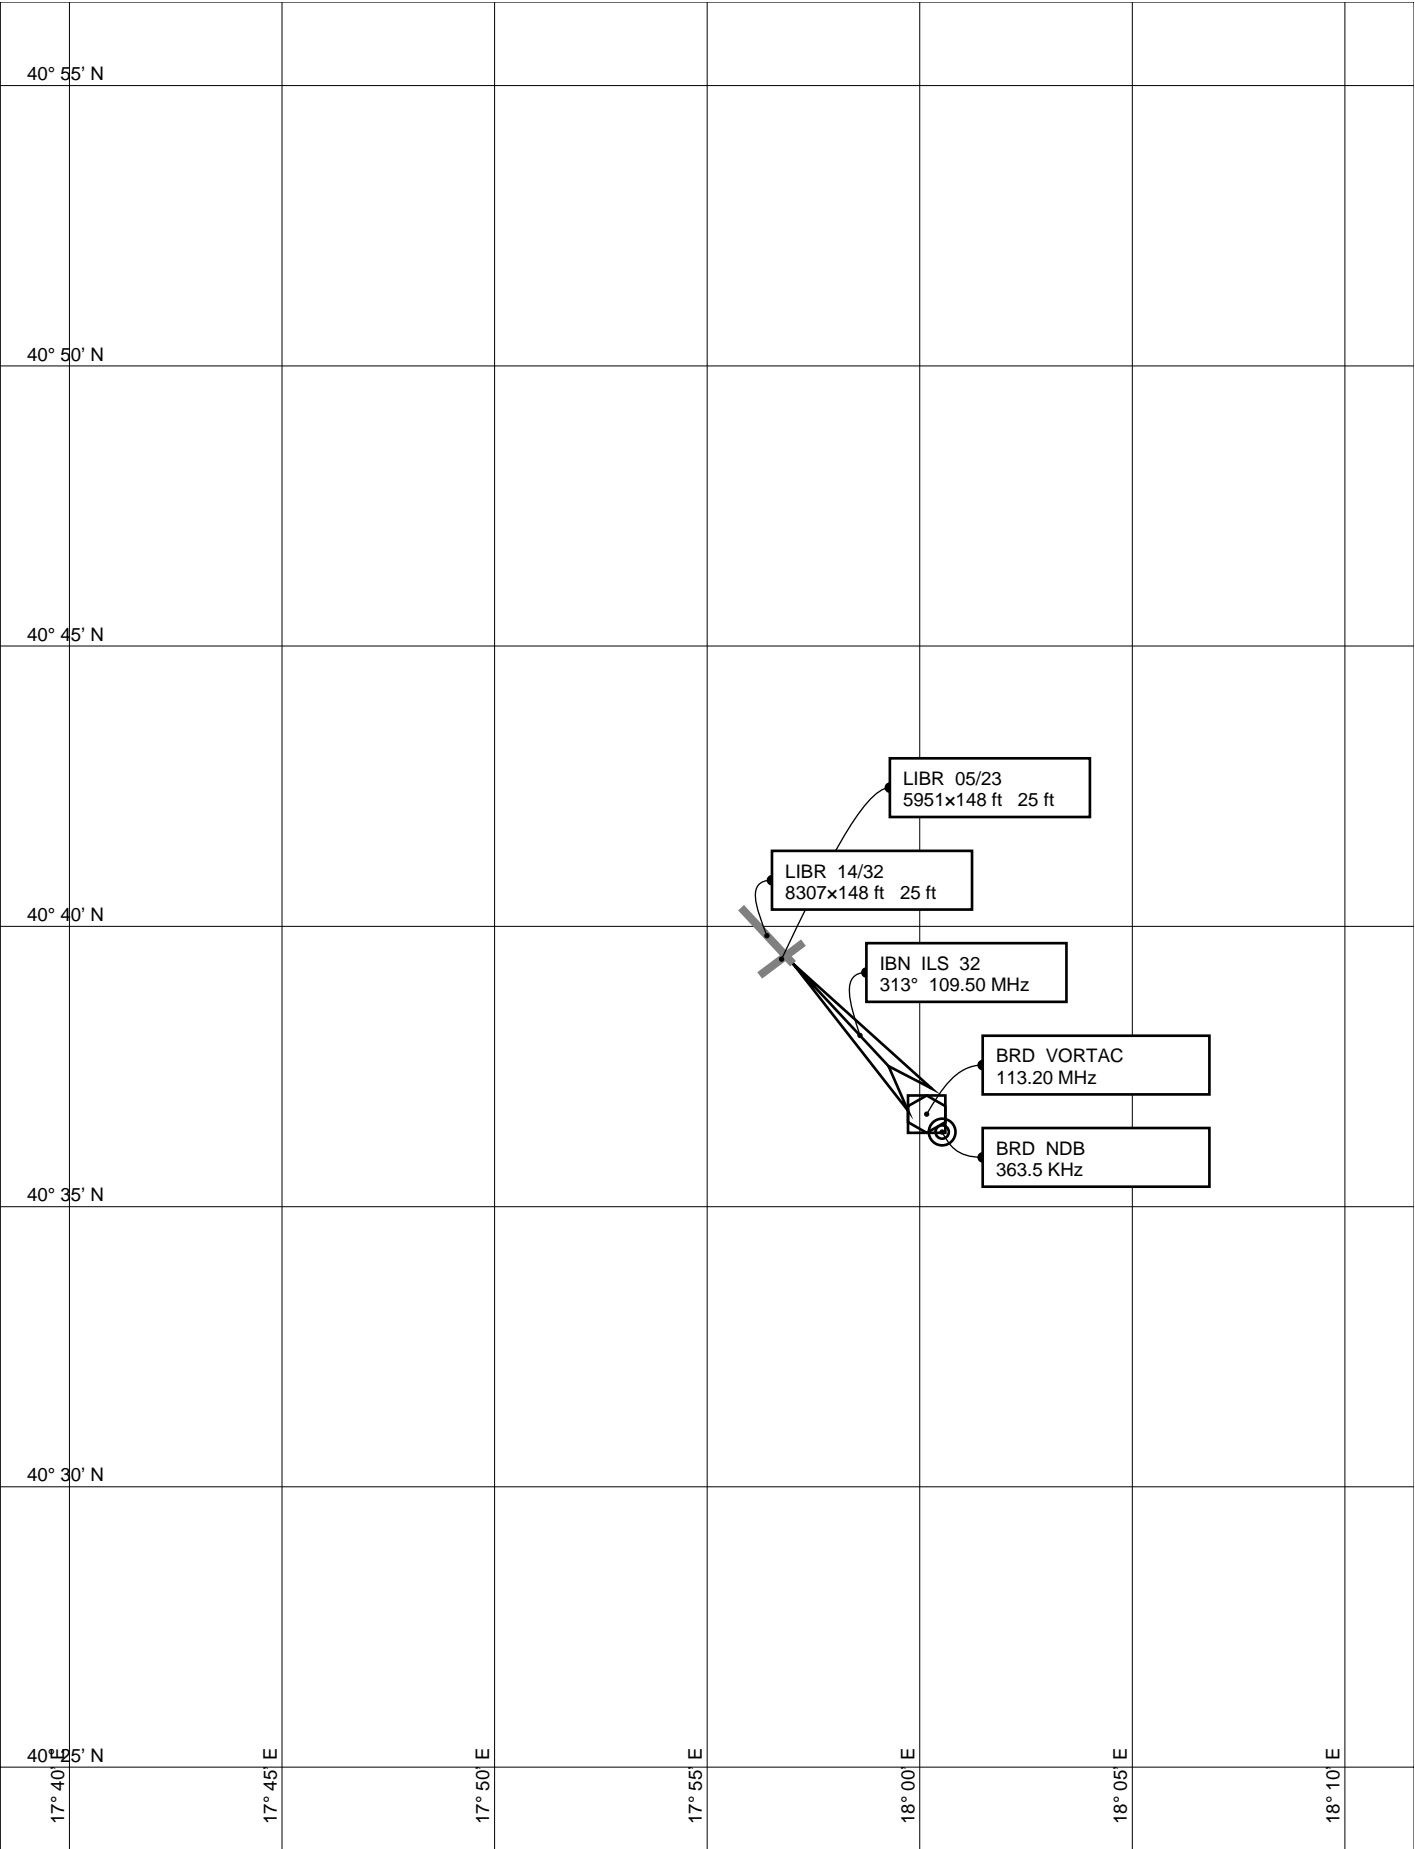 40° 55' N
40° 50' N
40° 45' N
LIBR 05/23
5951×148 ft 25 ft
LIBR 14/32
8307×148 ft 25 ft
40° 40' N
IBN ILS 32
313° 109.50 MHz
BRD VORTAC
113.20 MHz
BRD NDB
363.5 KHz
40° 35' N
40° 30' N
40° 25' N
17° 40' E
17° 45' E
17° 50' E
17° 55' E
18° 00' E
18° 05' E
18° 10' E